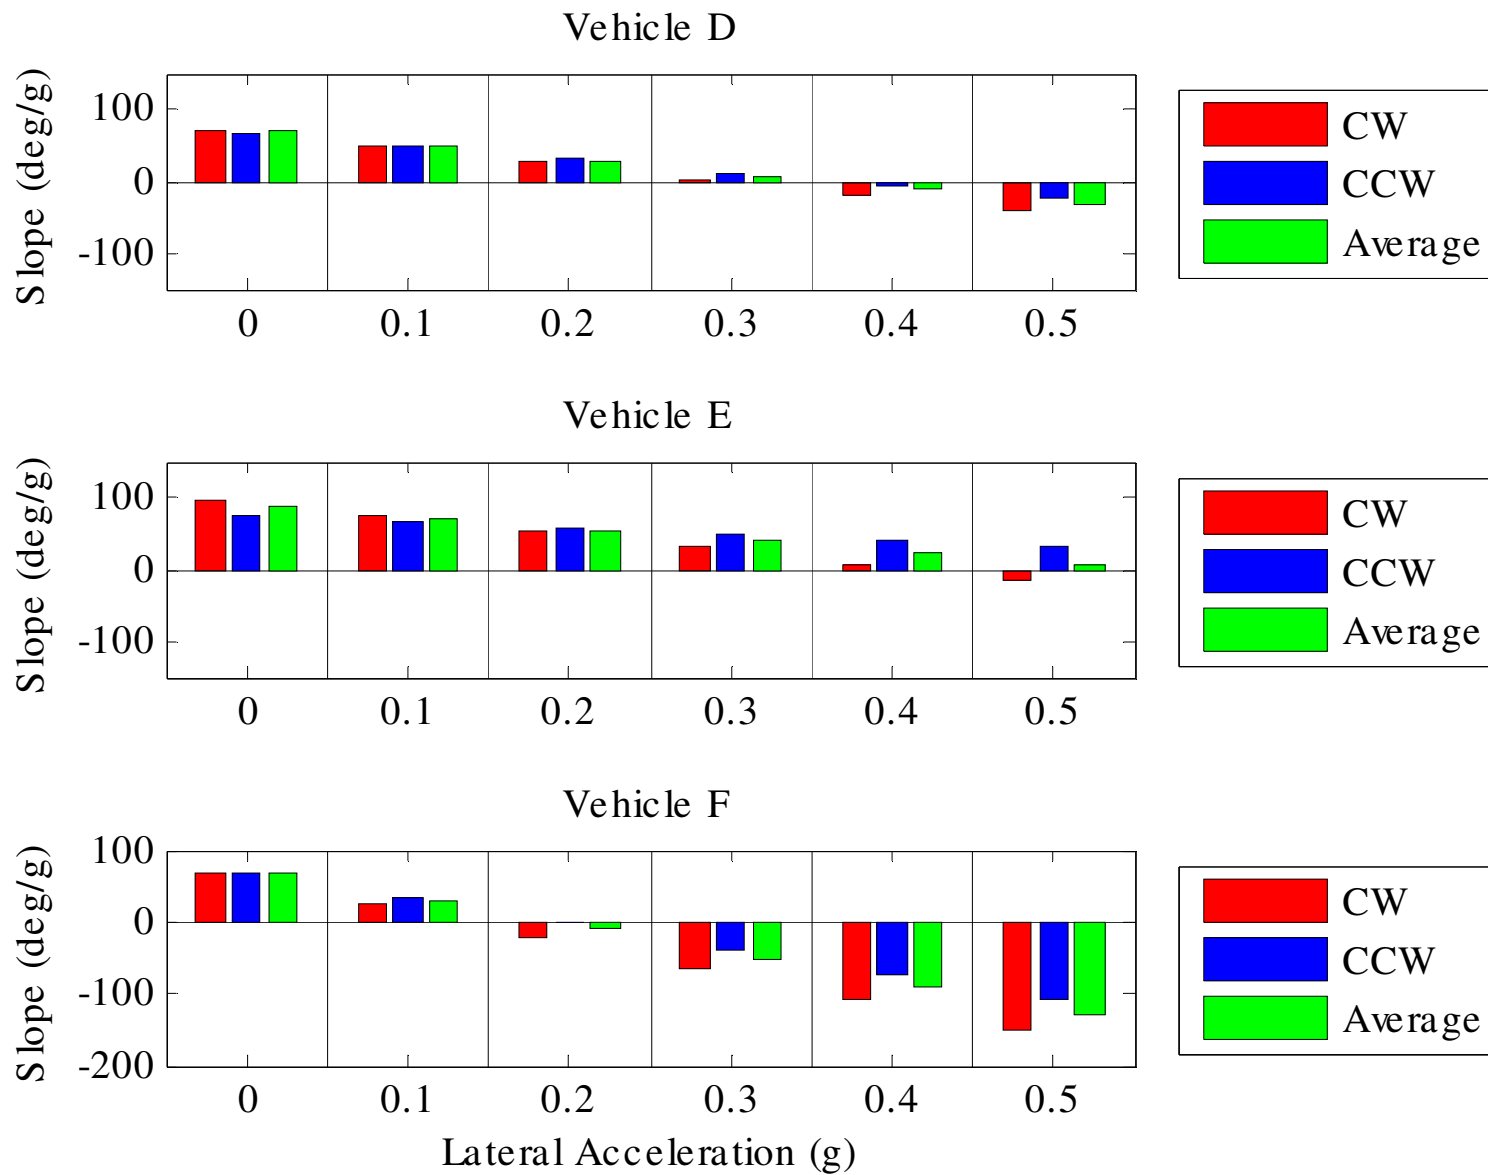 Vehicle D
Slope (deg/g)
100
0
-100
0 0.1 0.2 0.3 0.4 0.5
CW
CCW
Average
Vehicle E
Slope (deg/g)
100
0
-100
0 0.1 0.2 0.3 0.4 0.5
CW
CCW
Average
Vehicle F
Slope (deg/g)
100
0
-100
-200
0 0.1 0.2 0.3 0.4 0.5
CW
CCW
Average
Lateral Acceleration (g)